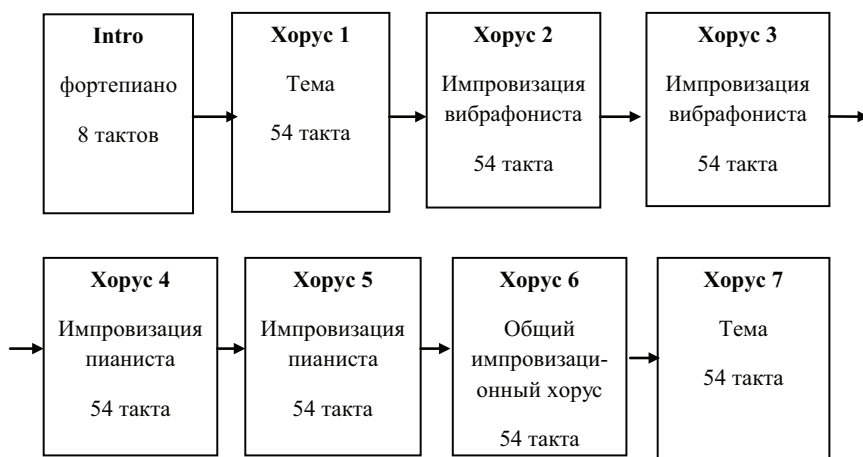 Intro
фортепиано
8 тактов
Хорус 1
Тема
54 такта
Хорус 2
Импровизация
вибрафониста
54 такта
Хорус 3
Импровизация
вибрафониста
54 такта
Хорус 4
Импровизация
пианиста
54 такта
Хорус 5
Импровизация
пианиста
54 такта
Хорус 6
Общий
импровизаци-
онный хорус
54 такта
Хорус 7
Тема
54 такта